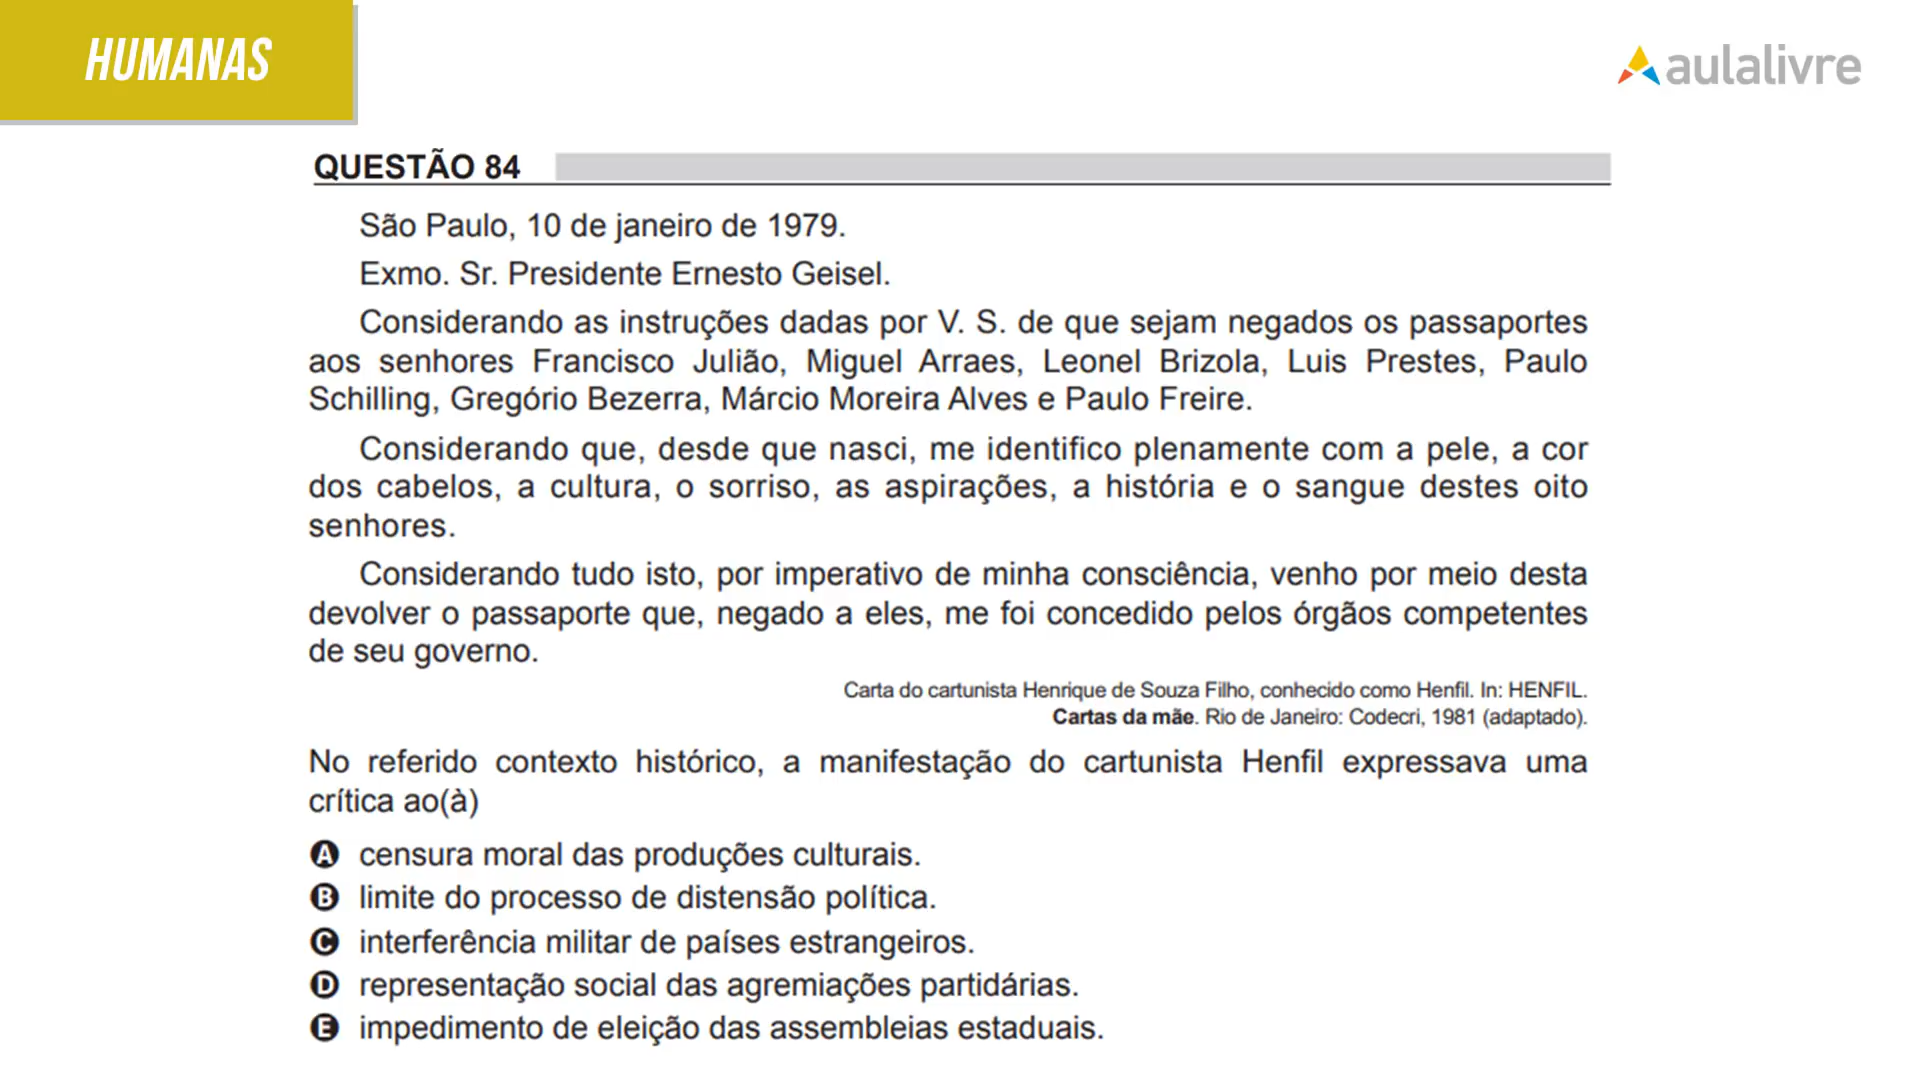 HUMANAS
aulalivre
QUESTÃO 84
São Paulo, 10 de janeiro de 1979.
Exmo. Sr. Presidente Ernesto Geisel.
Considerando as instruções dadas por V. S. de que sejam negados os passaportes
aos senhores Francisco Julião, Miguel Arraes, Leonel Brizola, Luis Prestes, Paulo
Schilling, Gregório Bezerra, Márcio Moreira Alves e Paulo Freire.
Considerando que, desde que nasci, me identifico plenamente com a pele, a cor
dos cabelos, a cultura, o sorriso, as aspirações, a história e o sangue destes oito
senhores.
Considerando tudo isto, por imperativo de minha consciência, venho por meio desta
devolver o passaporte que, negado a eles, me foi concedido pelos órgãos competentes
de seu governo.
Carta do cartunista Henrique de Souza Filho, conhecido como Henfil. In: HENFIL.
Cartas da mãe. Rio de Janeiro: Codecri, 1981 (adaptado).
No referido contexto histórico, a manifestação do cartunista Henfil expressava uma
crítica ao(à)
A censura moral das produções culturais.
B limite do processo de distensão política.
C interferência militar de países estrangeiros.
D representação social das agremiações partidárias.
E impedimento de eleição das assembleias estaduais.